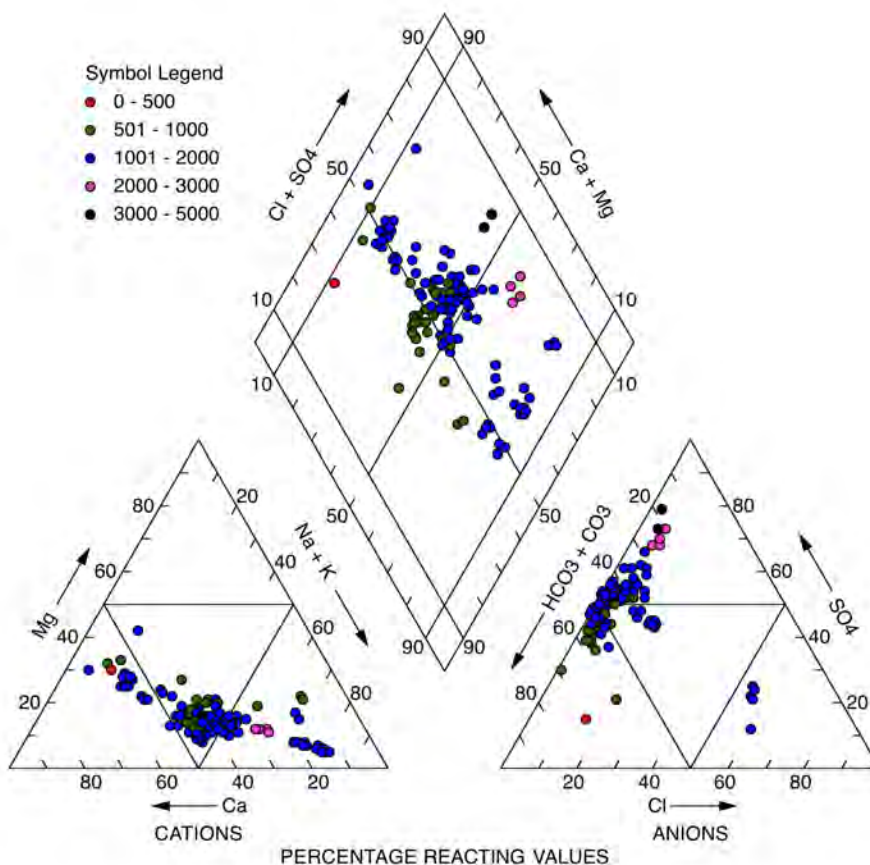 Symbol Legend
0 - 500
501 - 1000
1001 - 2000
2000 - 3000
3000 - 5000
90
90
Cl + SO4
Ca + Mg
50
50
10
10
10
10
50
50
90
90
Mg
Na + K
80
60
40
20
20
40
60
80
80
60
40
20
Ca
CATIONS
HCO3 + CO3
SO4
20
40
60
80
80
60
40
20
20
40
60
80
Cl
ANIONS
PERCENTAGE REACTING VALUES